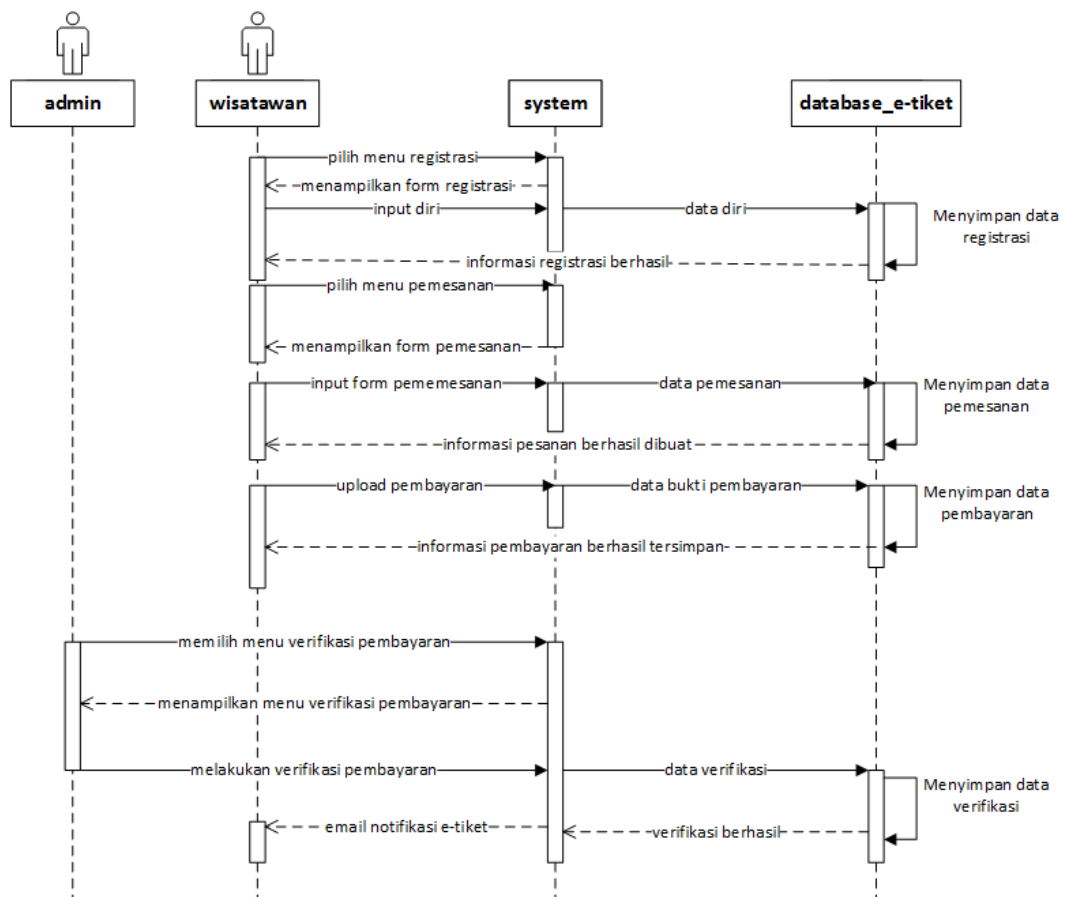 admin
wisatawan
system
database_e-tiket
pilih menu registrasi
menampilkan form registrasi
input diri
data diri
Menyimpan data
registrasi
informasi registrasi berhasil
pilih menu pemesanan
menampilkan form pemesanan
input form pememesanan
data pemesanan
Menyimpan data
pemesanan
informasi pesanan berhasil dibuat
upload pembayaran
data bukti pembayaran
Menyimpan data
pembayaran
informasi pembayaran berhasil tersimpan
memilih menu verifikasi pembayaran
menampilkan menu verifikasi pembayaran
melakukan verifikasi pembayaran
data verifikasi
Menyimpan data
verifikasi
email notifikasi e-tiket
verifikasi berhasil